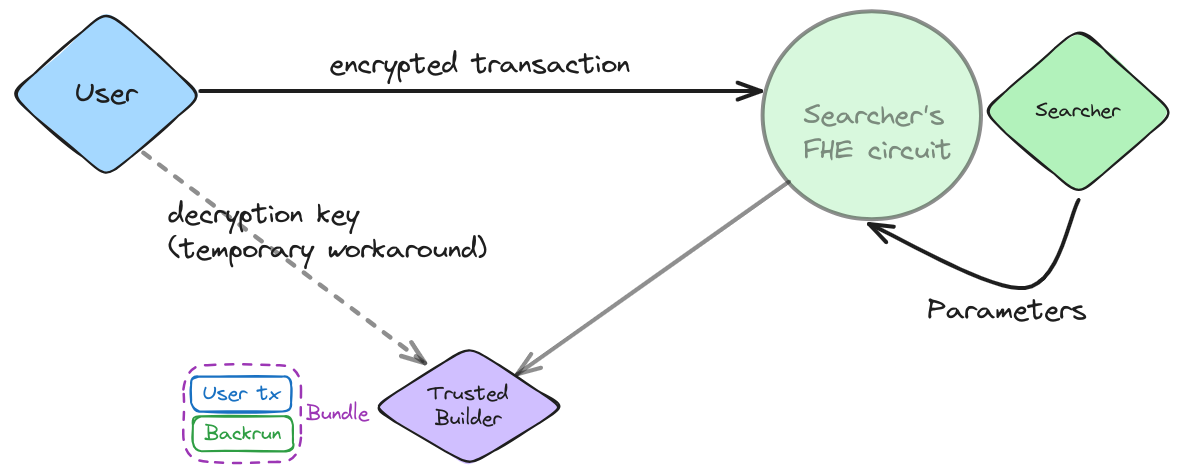 encrypted transaction
User
Searcher's
FHE circuit
Searcher
decryption key
(temporary workaround)
Parameters
Trusted
Builder
User tx
Bundle
Backrun